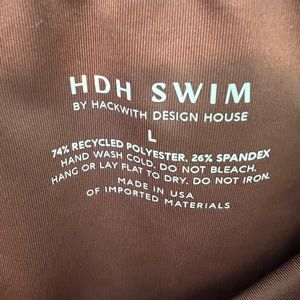 HDH SWIM
BY HACKWITH DESIGN HOUSE
L
74% RECYCLED POLYESTER, 26% SPANDEX
HAND WASH COLD. DO NOT BLEACH.
HANG OR LAY FLAT TO DRY. DO NOT IRON.
MADE IN USA
OF IMPORTED MATERIALS